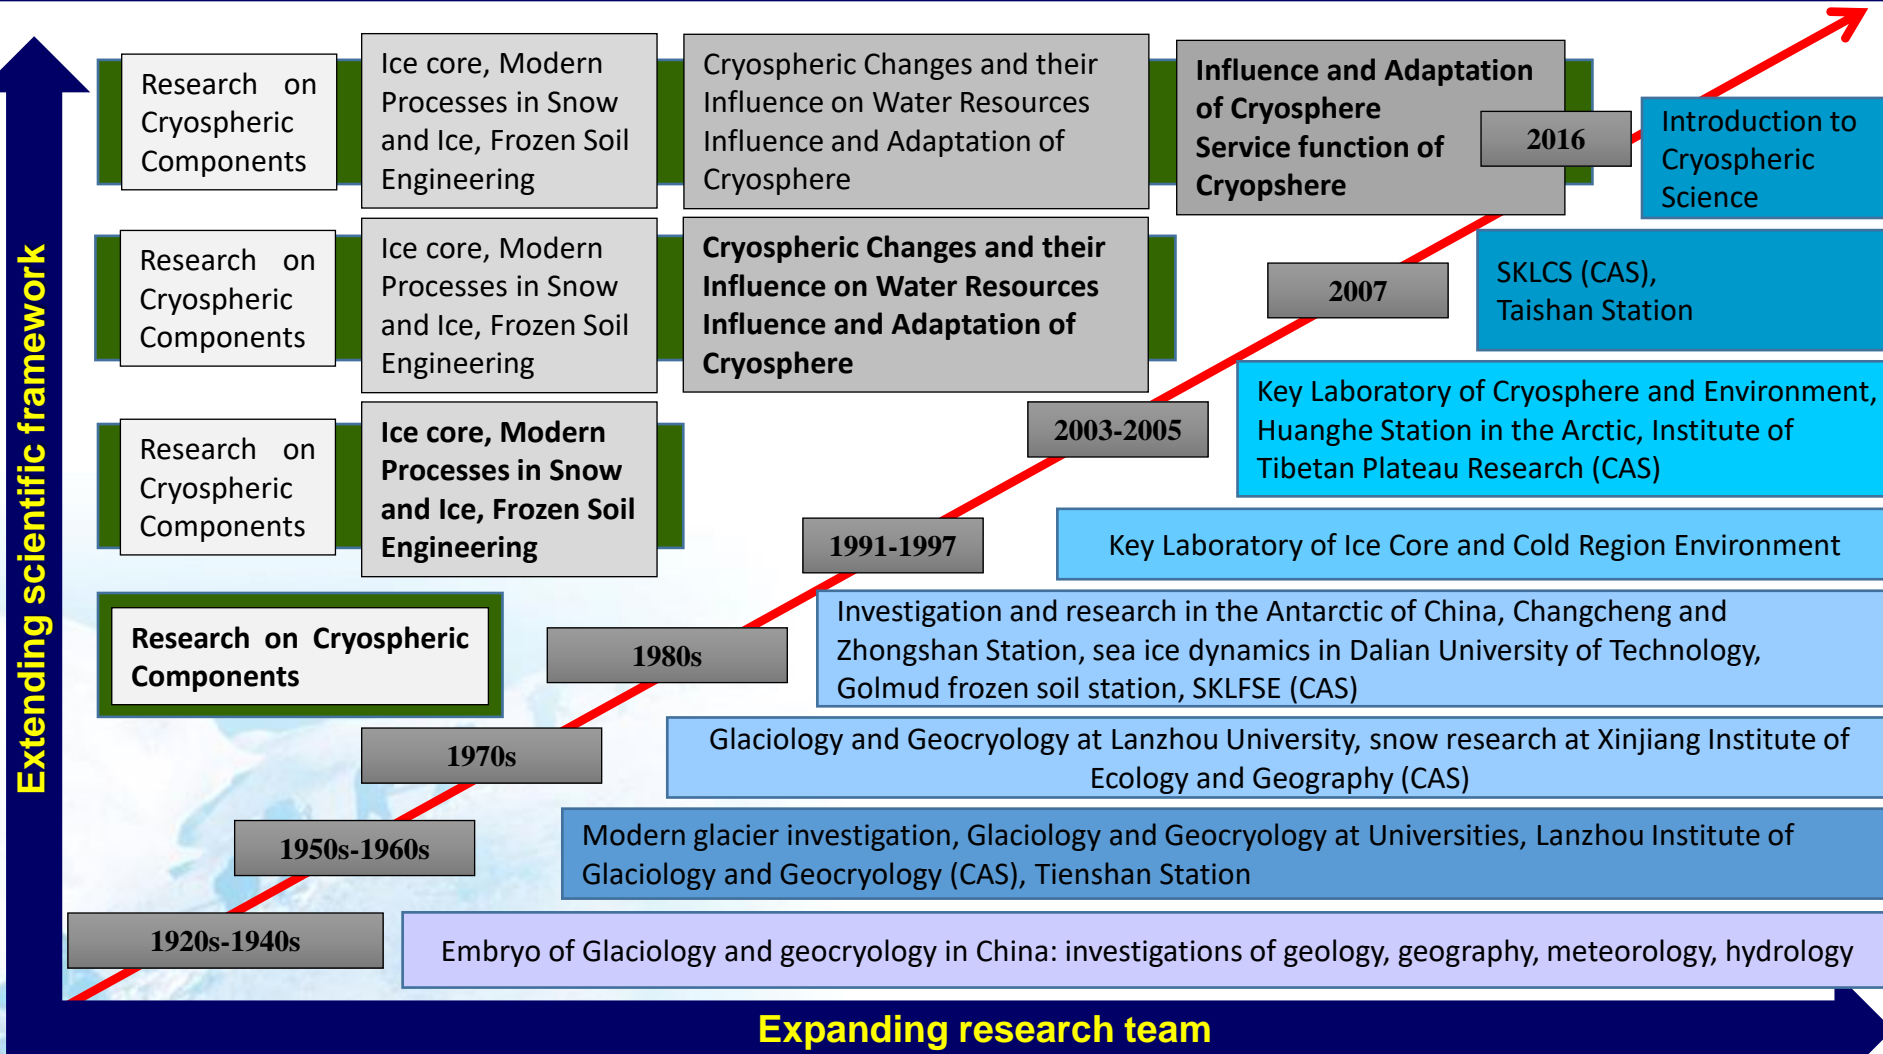 Extending scientific framework
Research on
Cryospheric
Components
Ice core, Modern
Processes in Snow
and Ice, Frozen Soil
Engineering
Cryospheric Changes and their
Influence on Water Resources
Influence and Adaptation of
Cryosphere
Influence and Adaptation
of Cryosphere
Service function of
Cryopshere
2016
Introduction to
Cryospheric
Science
Research on
Cryospheric
Components
Ice core, Modern
Processes in Snow
and Ice, Frozen Soil
Engineering
Cryospheric Changes and their
Influence on Water Resources
Influence and Adaptation of
Cryosphere
2007
SKLCS (CAS),
Taishan Station
Research on
Cryospheric
Components
Ice core, Modern
Processes in Snow
and Ice, Frozen Soil
Engineering
2003-2005
Key Laboratory of Cryosphere and Environment,
Huanghe Station in the Arctic, Institute of
Tibetan Plateau Research (CAS)
1991-1997
Key Laboratory of Ice Core and Cold Region Environment
Research on Cryospheric
Components
1980s
Investigation and research in the Antarctic of China, Changcheng and
Zhongshan Station, sea ice dynamics in Dalian University of Technology,
Golmud frozen soil station, SKLFSE (CAS)
1970s
Glaciology and Geocryology at Lanzhou University, snow research at Xinjiang Institute of
Ecology and Geography (CAS)
1950s-1960s
Modern glacier investigation, Glaciology and Geocryology at Universities, Lanzhou Institute of
Glaciology and Geocryology (CAS), Tienshan Station
1920s-1940s
Embryo of Glaciology and geocryology in China: investigations of geology, geography, meteorology, hydrology
Expanding research team